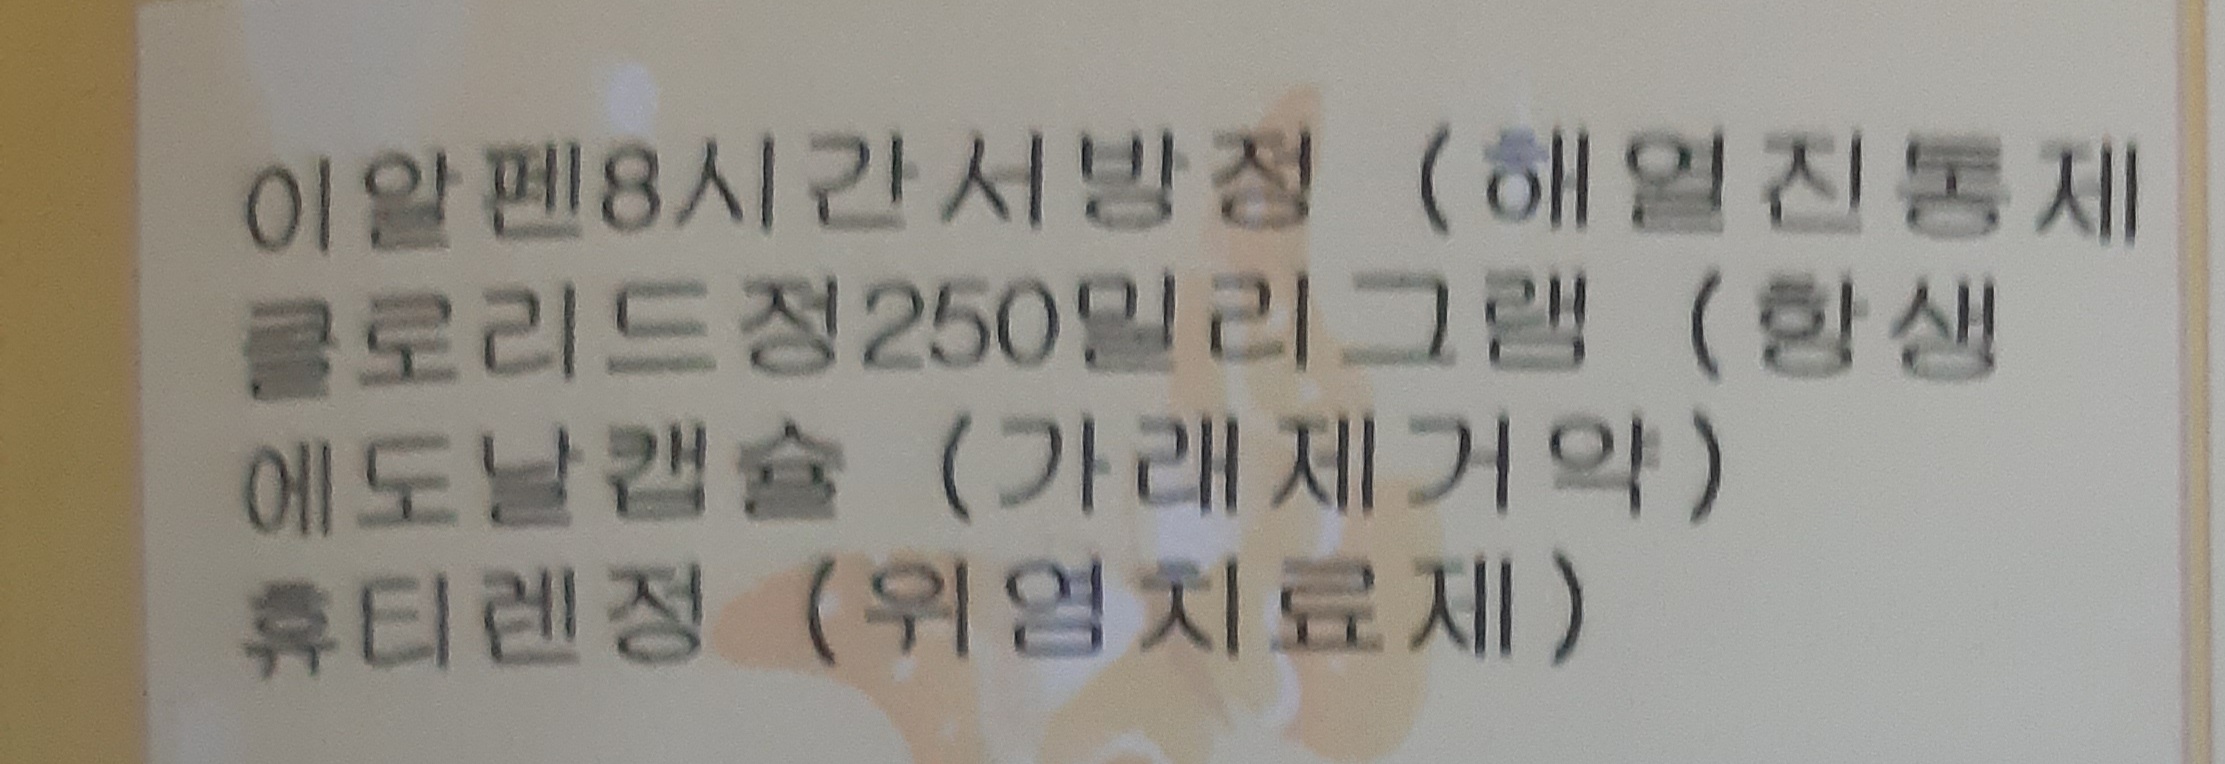 이알펜8시간서방정 (해열진통제
클로리드정250밀리그램 (항생
에도날캡슐 (가래제거약)
휴티렌정 (위염치료제)